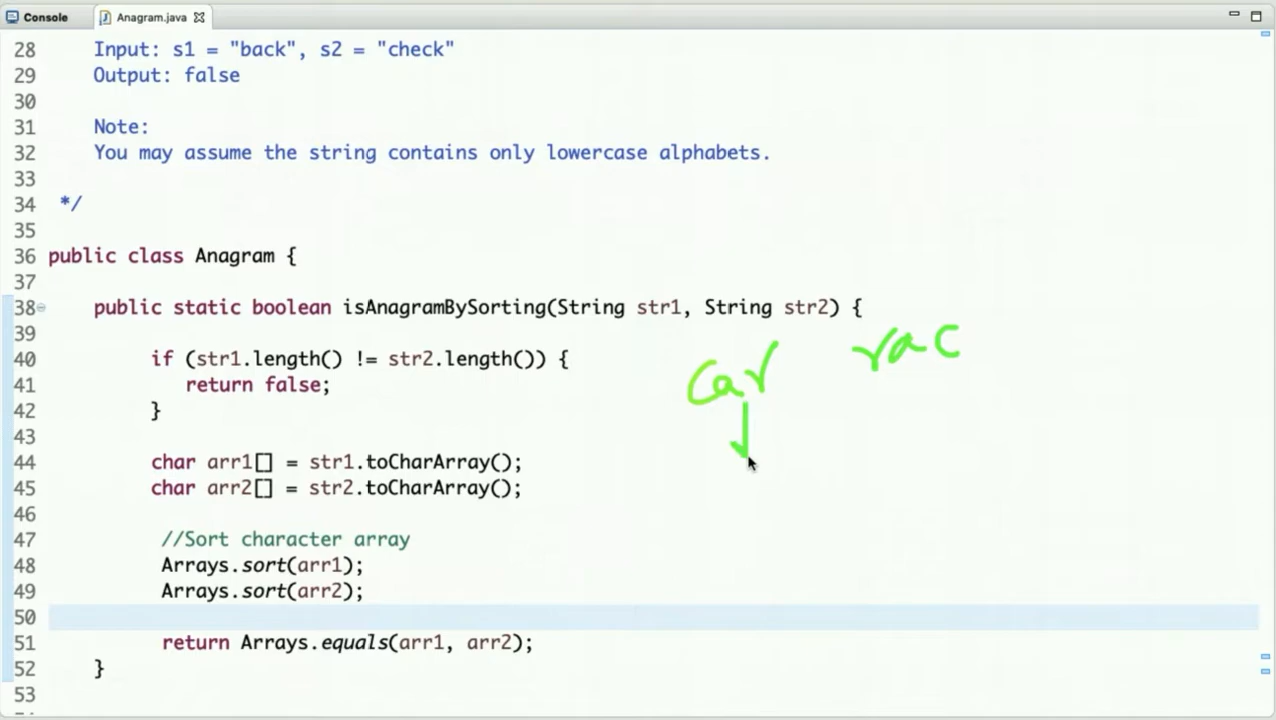 Console Anagram.java
28 Input: s1 = "back", s2 = "check"
29 Output: false
30
31 Note:
32 You may assume the string contains only lowercase alphabets.
33
34 */
35
36 public class Anagram {
37
38 public static boolean isAnagramBySorting(String str1, String str2) {
39
40 if (str1.length() != str2.length()) {
41 return false;
42 }
43
44 char arr1[] = str1.toCharArray();
45 char arr2[] = str2.toCharArray();
46
47 //Sort character array
48 Arrays.sort(arr1);
49 Arrays.sort(arr2);
50
51 return Arrays.equals(arr1, arr2);
52 }
53
car rac